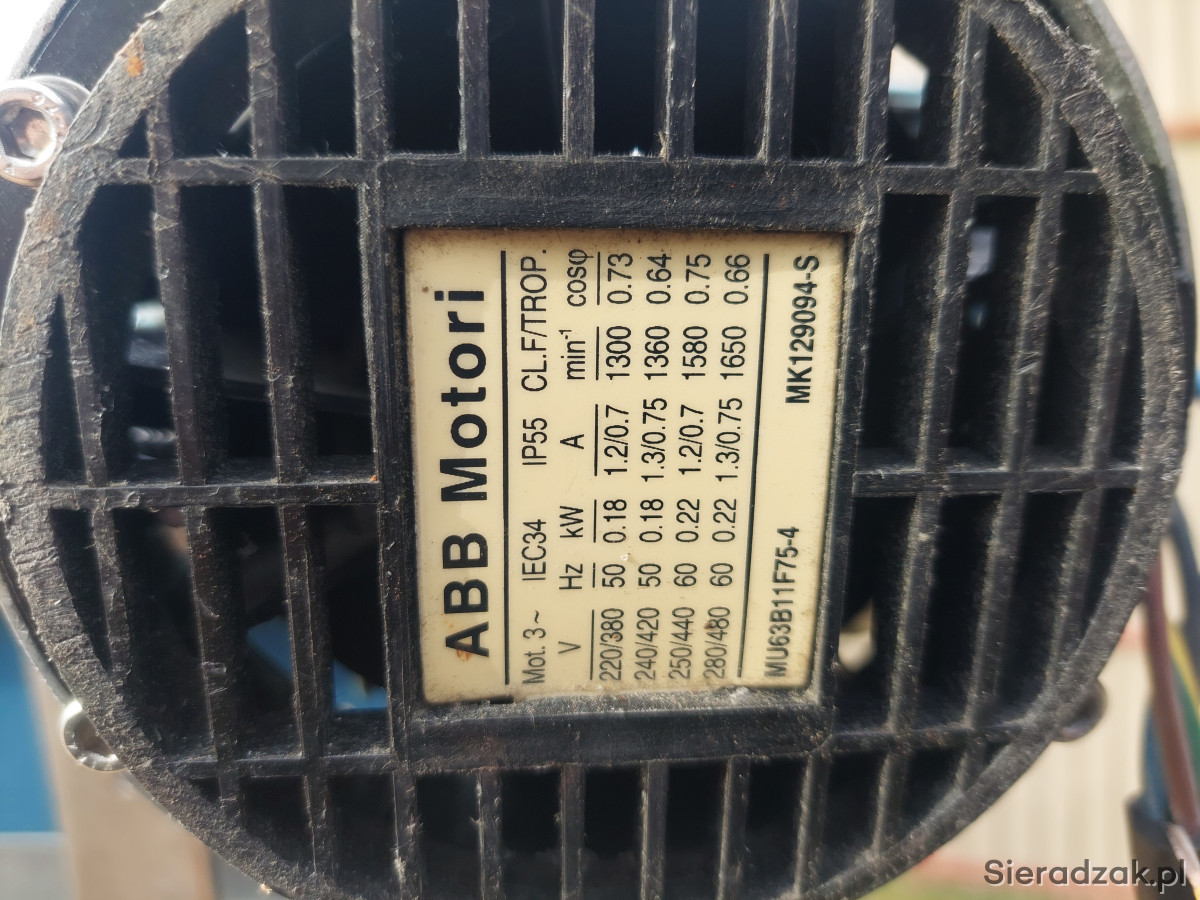 ABB Motori
Mot. 3~ IEC34 IP55 CL.F/TROP.
V Hz kW A min⁻¹ cosφ
220/380 50 0.18 1.2/0.7 1300 0.73
240/420 50 0.18 1.3/0.75 1360 0.64
250/440 60 0.22 1.2/0.7 1580 0.75
280/480 60 0.22 1.3/0.75 1650 0.66
MU63B11F75-4 MK129094-S
Sieradzak.pl